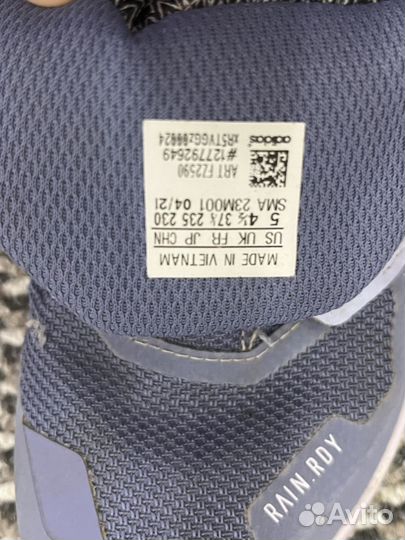 MADE IN VIETNAM
US UK FR JP CHN
5 4½ 37⅓ 235 230
SMA 23M001 04/21
ART FZ2590
#127792649
adidas
RAIN.RDY
Avito